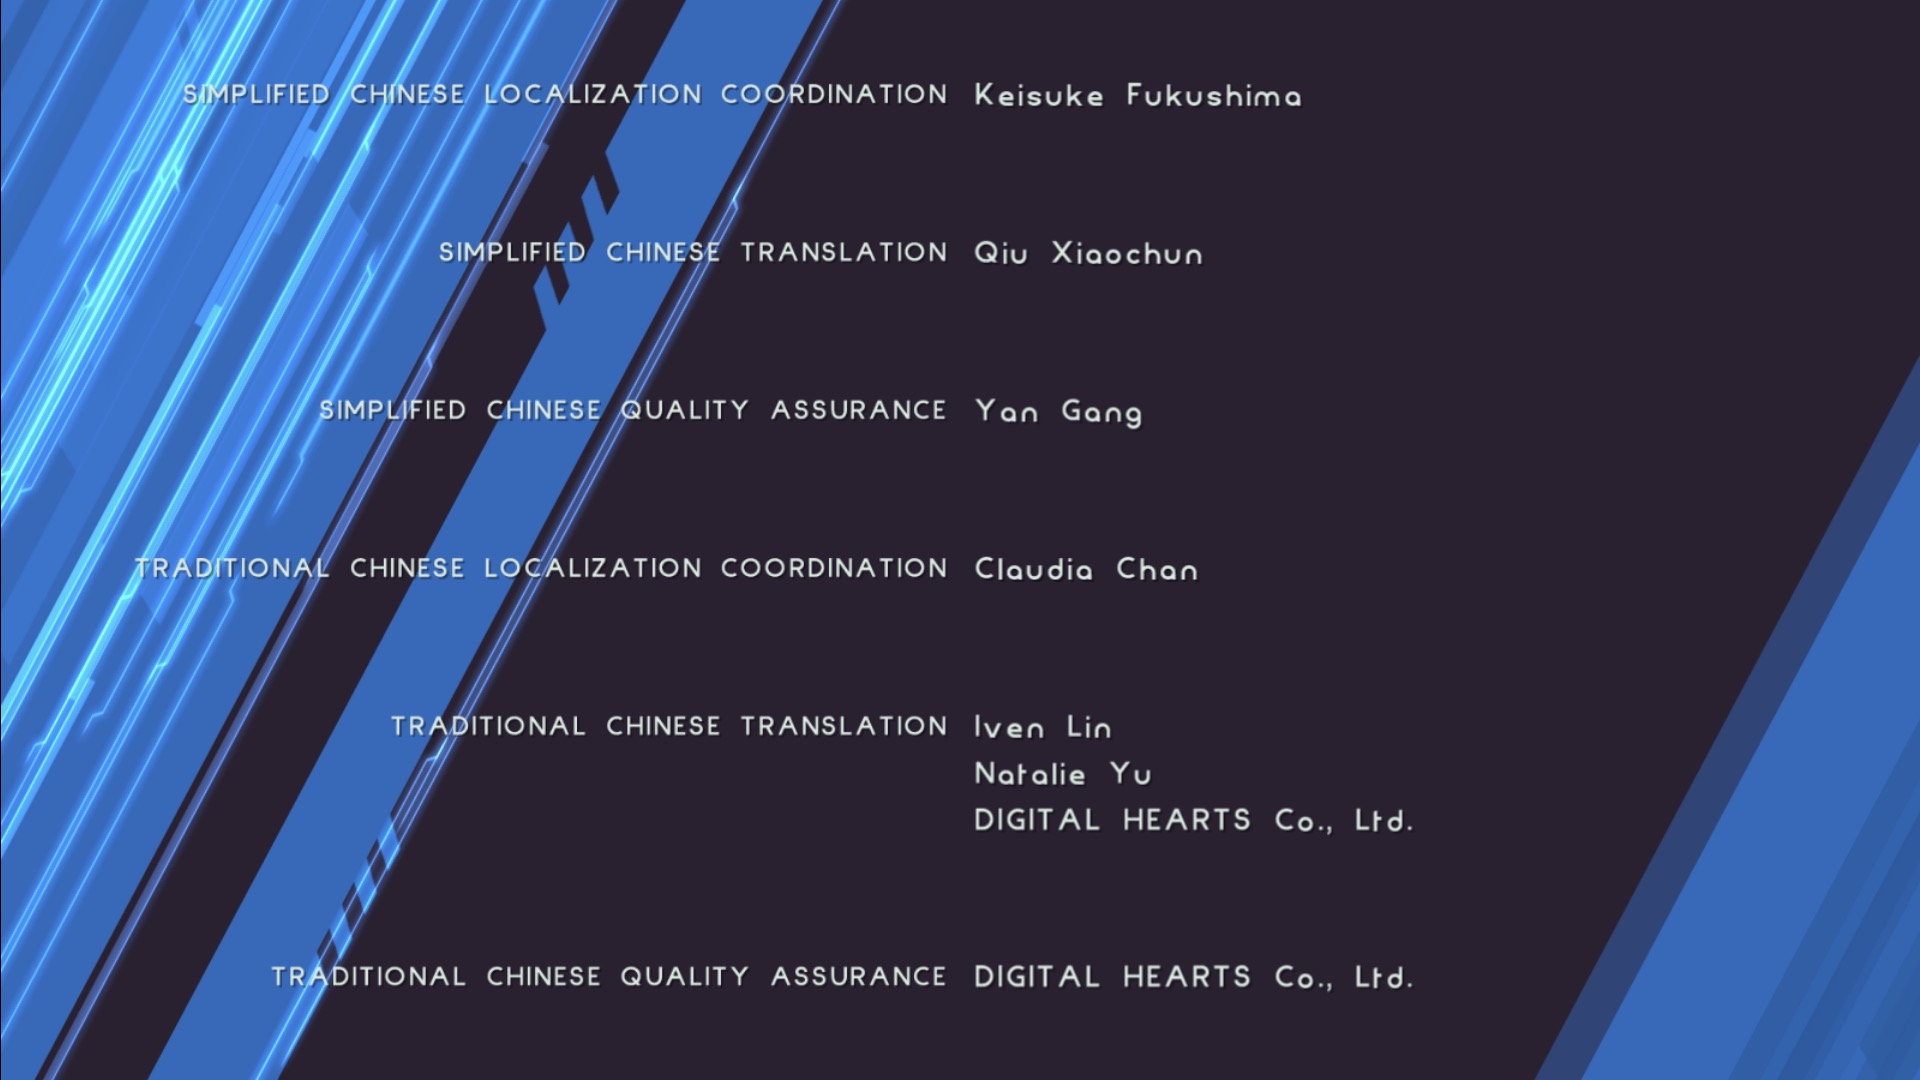 SIMPLIFIED CHINESE LOCALIZATION COORDINATION Keisuke Fukushima
SIMPLIFIED CHINESE TRANSLATION Qiu Xiaochun
SIMPLIFIED CHINESE QUALITY ASSURANCE Yan Gang
TRADITIONAL CHINESE LOCALIZATION COORDINATION Claudia Chan
TRADITIONAL CHINESE TRANSLATION Iven Lin
Natalie Yu
DIGITAL HEARTS Co., Ltd.
TRADITIONAL CHINESE QUALITY ASSURANCE DIGITAL HEARTS Co., Ltd.